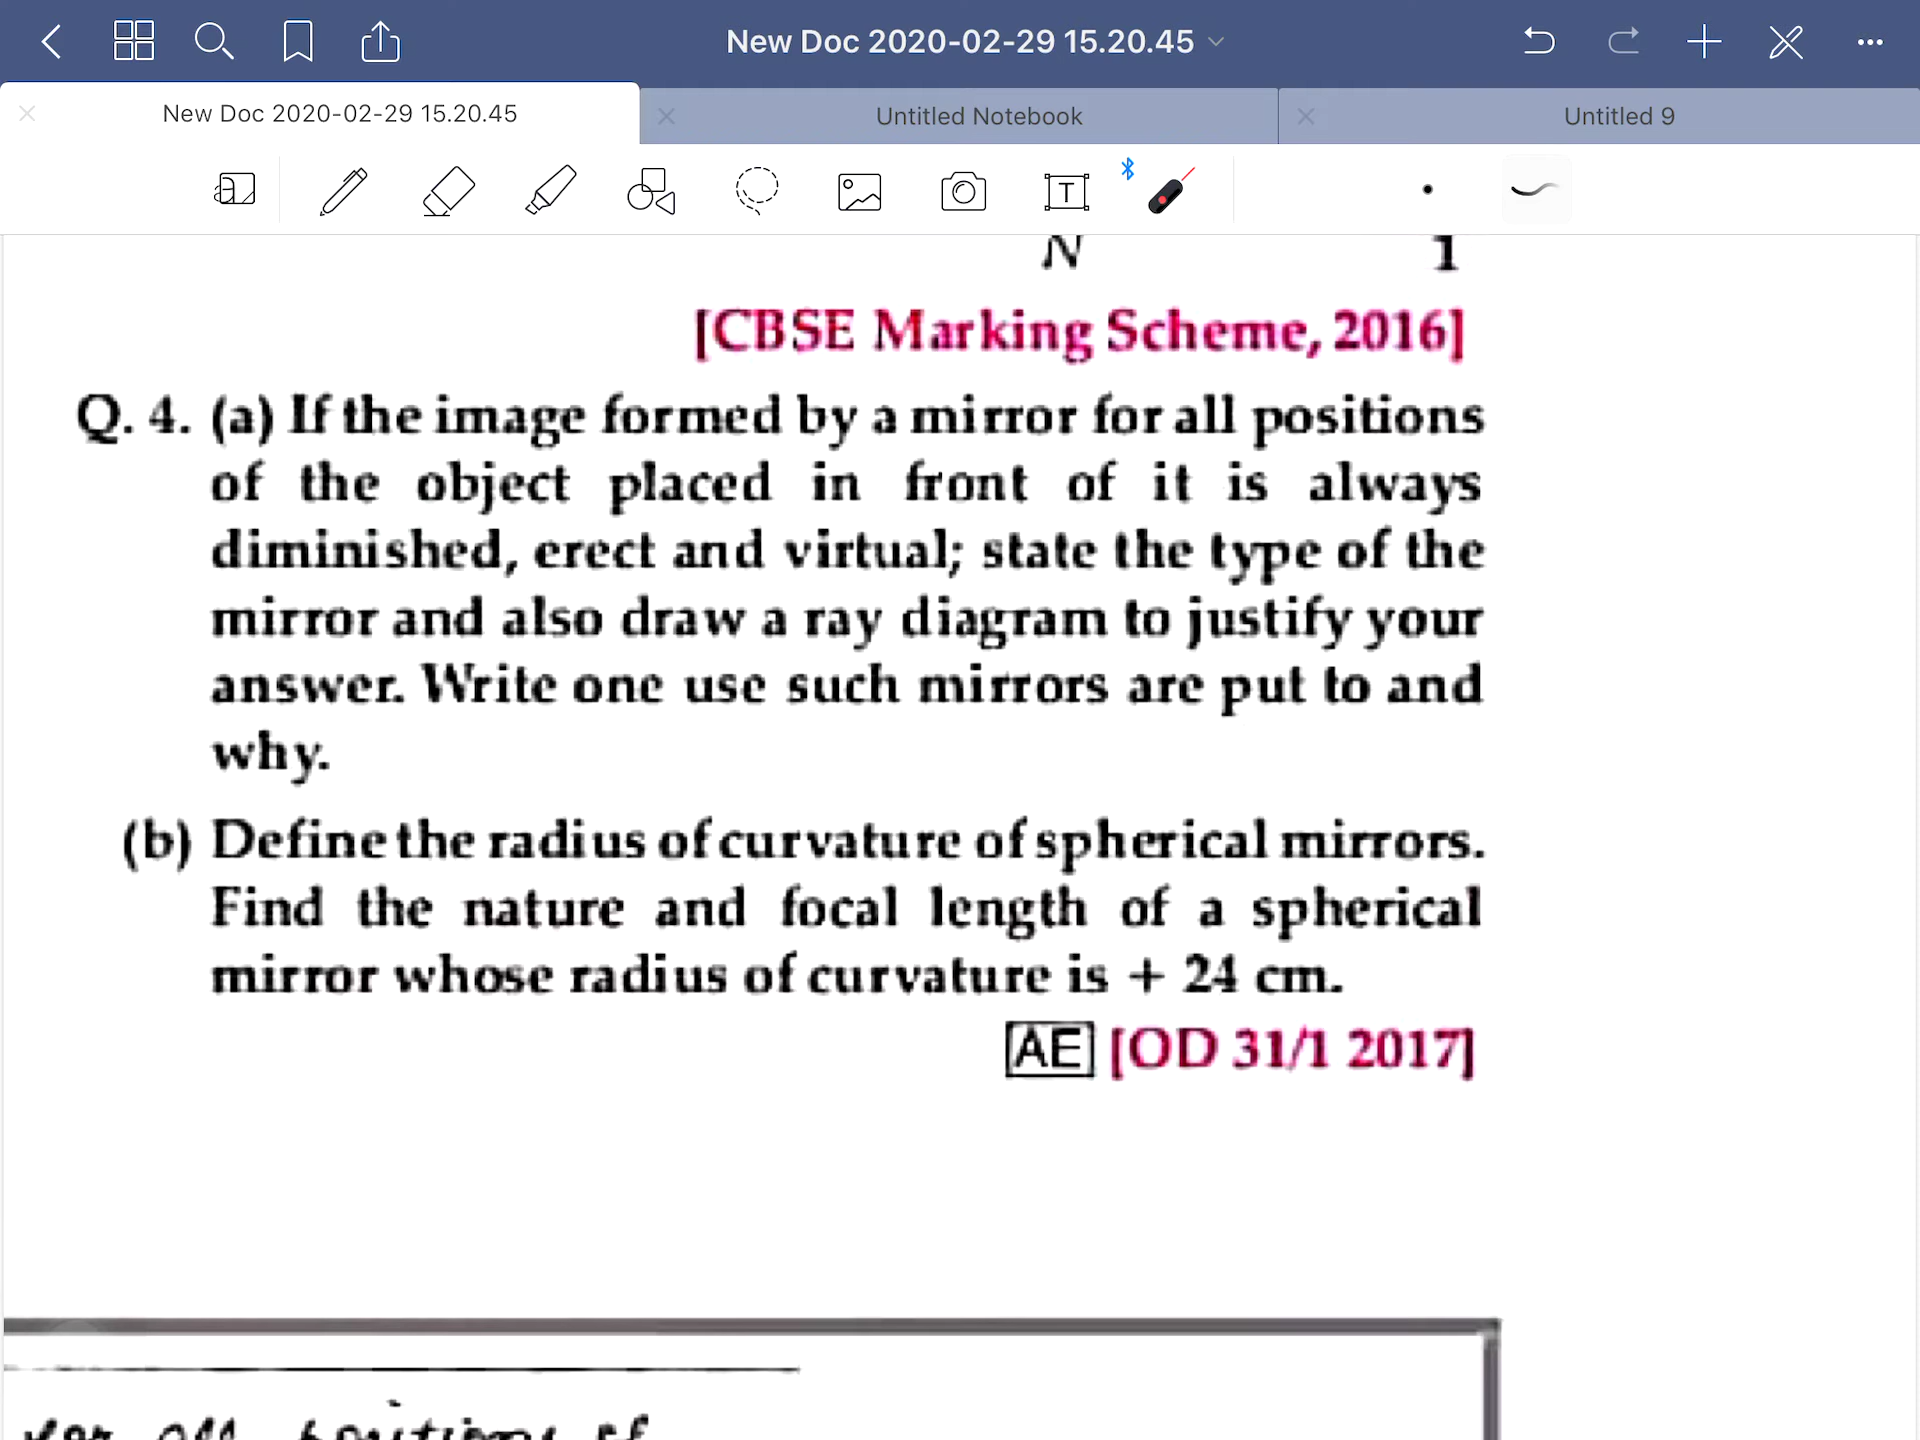 New Doc 2020-02-29 15.20.45
New Doc 2020-02-29 15.20.45
Untitled Notebook
Untitled 9
T
N 1
[CBSE Marking Scheme, 2016]
Q. 4. (a) If the image formed by a mirror for all positions
of the object placed in front of it is always
diminished, erect and virtual; state the type of the
mirror and also draw a ray diagram to justify your
answer. Write one use such mirrors are put to and
why.
(b) Define the radius of curvature of spherical mirrors.
Find the nature and focal length of a spherical
mirror whose radius of curvature is + 24 cm.
AE [OD 31/1 2017]
for all positions of